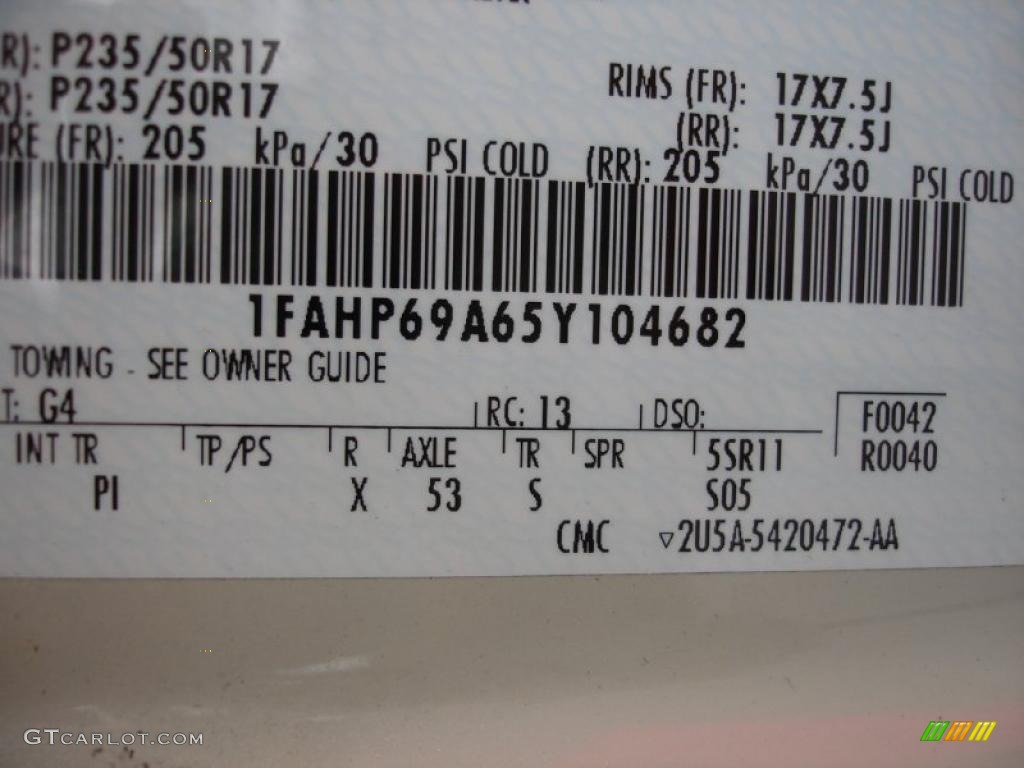 R): P235/50R17
RIMS (FR): 17X7.5J
R): P235/50R17
(RR): 17X7.5J
URE (FR): 205 kPa/30 PSI COLD (RR): 205 kPa/30 PSI COLD
1FAHP69A65Y104682
TOWING - SEE OWNER GUIDE
T: G4 RC: 13 DSO: F0042
INT TR TP/PS R AXLE TR SPR 5SR11 R0040
PI X 53 S S05
CMC ▽2U5A-5420472-AA
GTCARLOT.COM